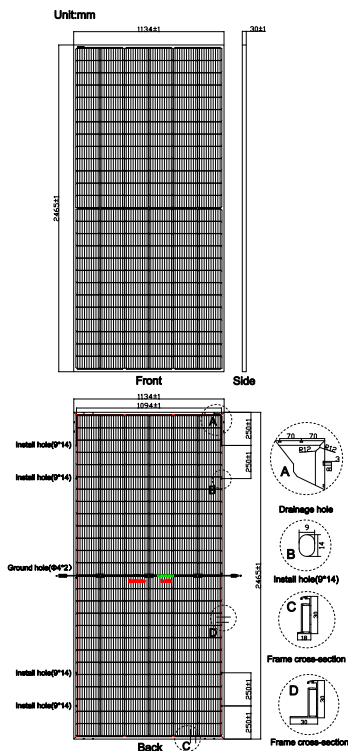 Unit:mm
1134±1
30±1
2465±1
Front
Side
1134±1
1094±1
Install hole(9*14)
250±1
Install hole(9*14)
250±1
A
B
Ground hole(Φ4*2)
2465±1
D
Install hole(9*14)
250±1
Install hole(9*14)
250±1
C
Back
70
70
R12
R12
3
8
A
Drainage hole
9
14
B
Install hole(9*14)
C
30
18
Frame cross-section
D
30
30
Frame cross-section